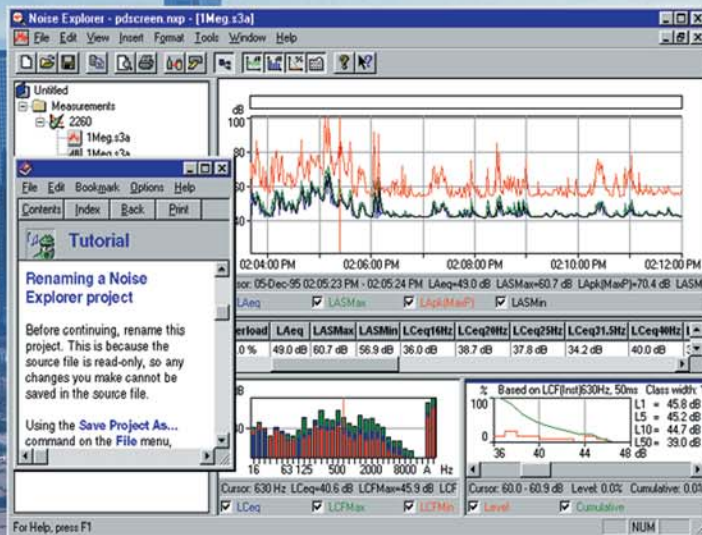 Noise Explorer - pdscreen.nxp - [1Meg.s3a]
File Edit View Insert Format Tools Window Help
Untitled
Measurements
2260
1Meg.s3a
1Meg.s3a
File Edit Bookmark Options Help
Contents Index Back Print
Tutorial
Renaming a Noise
Explorer project
Before continuing, rename this
project. This is because the
source file is read-only, so any
changes you make cannot be
saved in the source file.
Using the Save Project As...
command on the File menu,
dB
100
80
60
40
02:04:00 PM 02:06:00 PM 02:08:00 PM 02:10:00 PM 02:12:00 PM
sor: 05-Dec-95 02:05:23 PM - 02:05:24 PM LAeq=49.0 dB LASMax=60.7 dB LApk(MaxP)=70.4 dB LASM
LAeq LASMax LApk(MaxP) LASMin
erload LAeq LASMax LASMin LCeq16Hz LCeq20Hz LCeq25Hz LCeq31.5Hz LCeq40Hz L
.0 % 49.0 dB 60.7 dB 56.9 dB 36.0 dB 38.7 dB 37.8 dB 34.2 dB 40.0 dB
dB
16 63 125 500 2000 8000 A Hz
Cursor: 630 Hz LCeq=40.6 dB LCFMax=45.9 dB LCF
LCeq LCFMax LCFMin
% Based on LCF(Inst)630Hz, 50ms Class width:
100
0
36 40 44 48
dB
L1 = 45.8 dB
L5 = 45.2 dB
L10= 44.7 dB
L50= 39.0 dB
Cursor: 60.0 - 60.9 dB Level: 0.0% Cumulative: 0.0%
Level Cumulative
For Help, press F1
NUM